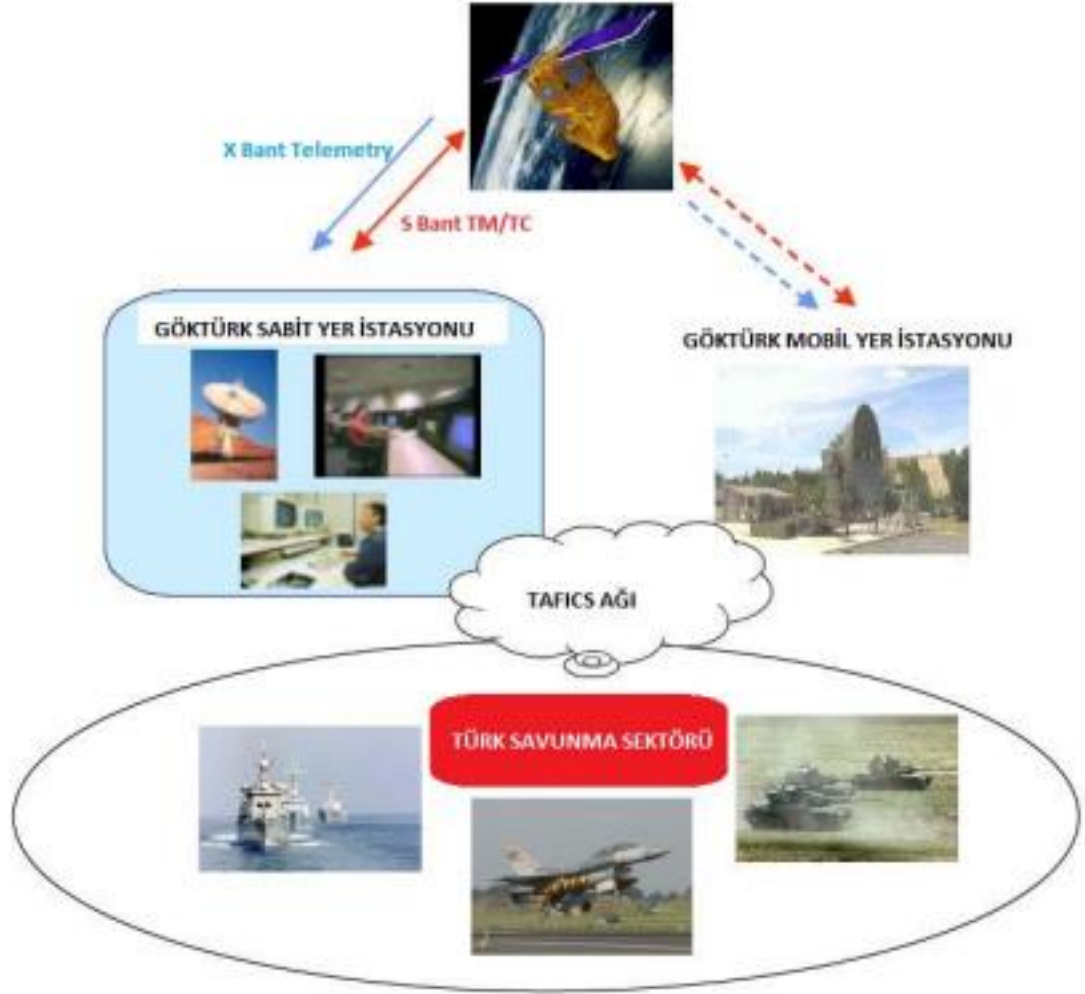 X Bant Telemetry
S Bant TM/TC
GÖKTÜRK SABİT YER İSTASYONU
GÖKTÜRK MOBİL YER İSTASYONU
TAFICS AĞI
TÜRK SAVUNMA SEKTÖRÜ